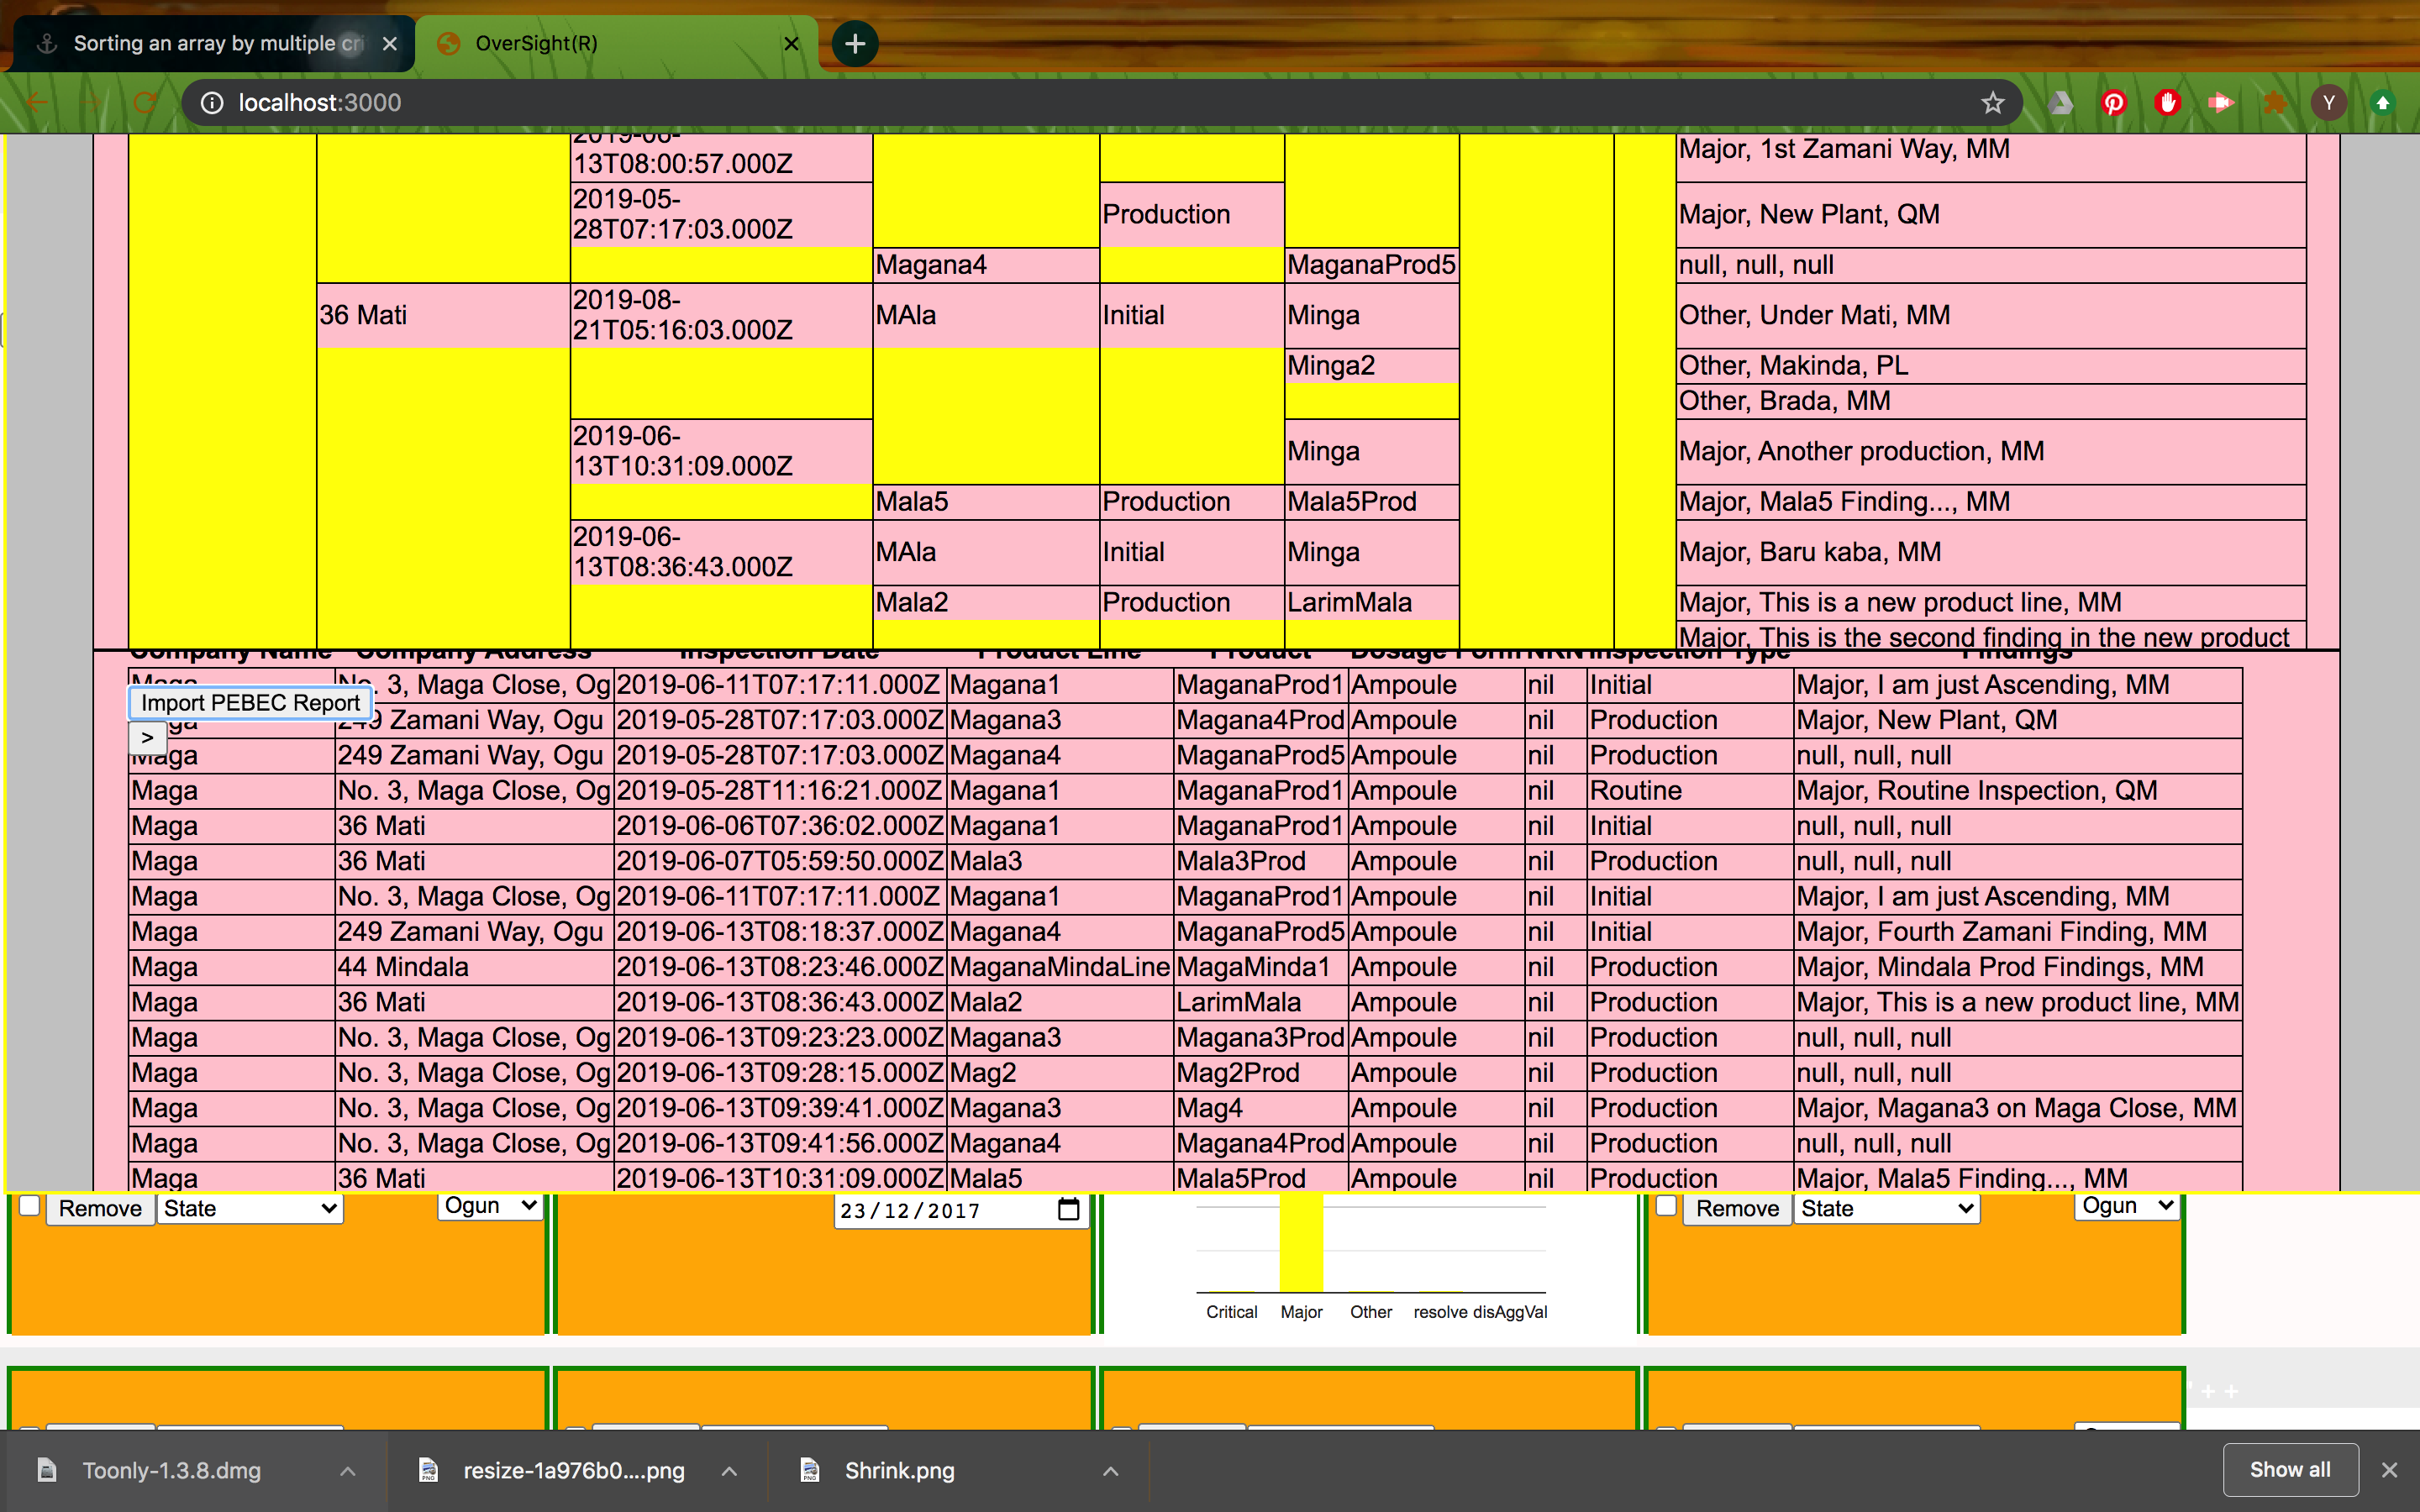 Sorting an array by multiple cri
OverSight(R)
localhost:3000
13T08:00:57.000Z Major, 1st Zamani Way, MM
2019-05-
28T07:17:03.000Z Production Major, New Plant, QM
Magana4 MaganaProd5 null, null, null
36 Mati 2019-08-
21T05:16:03.000Z MAla Initial Minga Other, Under Mati, MM
Minga2 Other, Makinda, PL
Other, Brada, MM
2019-06-
13T10:31:09.000Z Minga Major, Another production, MM
Mala5 Production Mala5Prod Major, Mala5 Finding..., MM
2019-06-
13T08:36:43.000Z MAla Initial Minga Major, Baru kaba, MM
Mala2 Production LarimMala Major, This is a new product line, MM
Major, This is the second finding in the new product
Company Name Company Address Inspection Date Product Line Product Dosage Form NRN Inspection Type Findings
Maga No. 3, Maga Close, Og 2019-06-11T07:17:11.000Z Magana1 MaganaProd1 Ampoule nil Initial Major, I am just Ascending, MM
Import PEBEC Report
249 Zamani Way, Ogu 2019-05-28T07:17:03.000Z Magana3 Magana4Prod Ampoule nil Production Major, New Plant, QM
>
Maga 249 Zamani Way, Ogu 2019-05-28T07:17:03.000Z Magana4 MaganaProd5 Ampoule nil Production null, null, null
Maga No. 3, Maga Close, Og 2019-05-28T11:16:21.000Z Magana1 MaganaProd1 Ampoule nil Routine Major, Routine Inspection, QM
Maga 36 Mati 2019-06-06T07:36:02.000Z Magana1 MaganaProd1 Ampoule nil Initial null, null, null
Maga 36 Mati 2019-06-07T05:59:50.000Z Mala3 Mala3Prod Ampoule nil Production null, null, null
Maga No. 3, Maga Close, Og 2019-06-11T07:17:11.000Z Magana1 MaganaProd1 Ampoule nil Initial Major, I am just Ascending, MM
Maga 249 Zamani Way, Ogu 2019-06-13T08:18:37.000Z Magana4 MaganaProd5 Ampoule nil Initial Major, Fourth Zamani Finding, MM
Maga 44 Mindala 2019-06-13T08:23:46.000Z MaganaMindaLine MagaMinda1 Ampoule nil Production Major, Mindala Prod Findings, MM
Maga 36 Mati 2019-06-13T08:36:43.000Z Mala2 LarimMala Ampoule nil Production Major, This is a new product line, MM
Maga No. 3, Maga Close, Og 2019-06-13T09:23:23.000Z Magana3 Magana3Prod Ampoule nil Production null, null, null
Maga No. 3, Maga Close, Og 2019-06-13T09:28:15.000Z Mag2 Mag2Prod Ampoule nil Production null, null, null
Maga No. 3, Maga Close, Og 2019-06-13T09:39:41.000Z Magana3 Mag4 Ampoule nil Production Major, Magana3 on Maga Close, MM
Maga No. 3, Maga Close, Og 2019-06-13T09:41:56.000Z Magana4 Magana4Prod Ampoule nil Production null, null, null
Maga 36 Mati 2019-06-13T10:31:09.000Z Mala5 Mala5Prod Ampoule nil Production Major, Mala5 Finding..., MM
Remove State Ogun 23/12/2017 Remove State Ogun
Critical Major Other resolve disAggVal
++
Toonly-1.3.8.dmg resize-1a976b0....png Shrink.png Show all